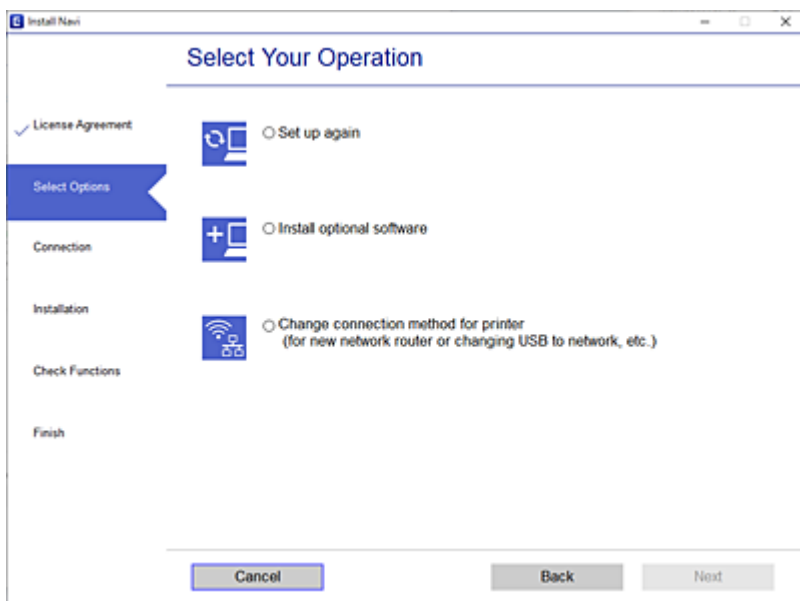 Install Navi
Select Your Operation
License Agreement
Select Options
Connection
Installation
Check Functions
Finish
Set up again
Install optional software
Change connection method for printer
(for new network router or changing USB to network, etc.)
Cancel
Back
Next